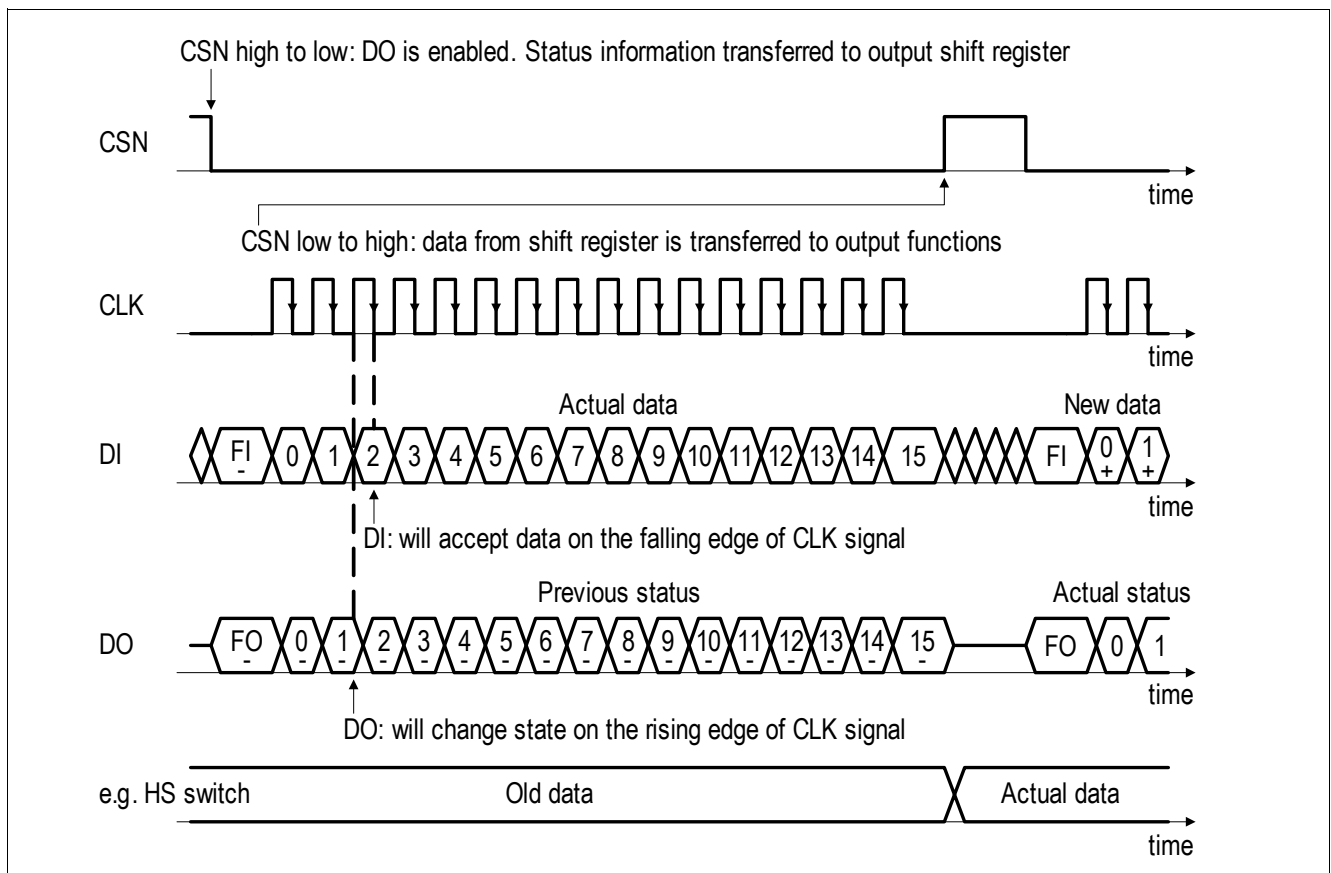 CSN high to low: DO is enabled. Status information transferred to output shift register
CSN
time
CSN low to high: data from shift register is transferred to output functions
CLK
time
Actual data
New data
DI
FI - 0 1 2 3 4 5 6 7 8 9 10 11 12 13 14 15 FI 0 + 1 +
time
DI: will accept data on the falling edge of CLK signal
Previous status
Actual status
DO
FO - 0 - 1 - 2 - 3 - 4 - 5 - 6 - 7 - 8 - 9 - 10 - 11 - 12 - 13 - 14 - 15 - FO 0 1
time
DO: will change state on the rising edge of CLK signal
e.g. HS switch
Old data
Actual data
time